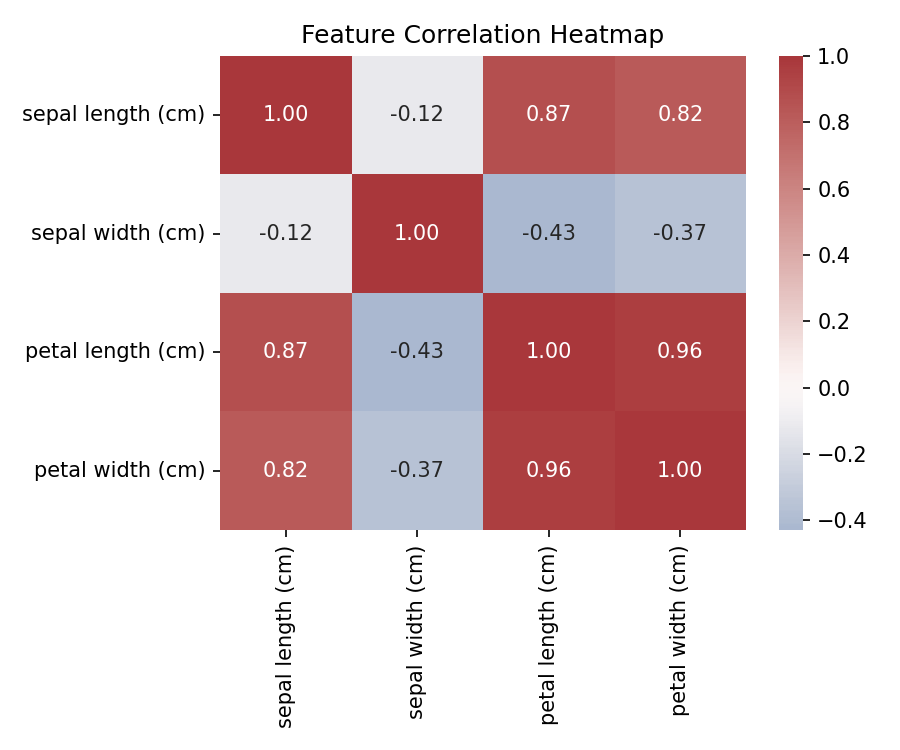 Feature Correlation Heatmap
sepal length (cm)
1.00
-0.12
0.87
0.82
sepal width (cm)
-0.12
1.00
-0.43
-0.37
petal length (cm)
0.87
-0.43
1.00
0.96
petal width (cm)
0.82
-0.37
0.96
1.00
sepal length (cm)
sepal width (cm)
petal length (cm)
petal width (cm)
1.0
0.8
0.6
0.4
0.2
0.0
−0.2
−0.4